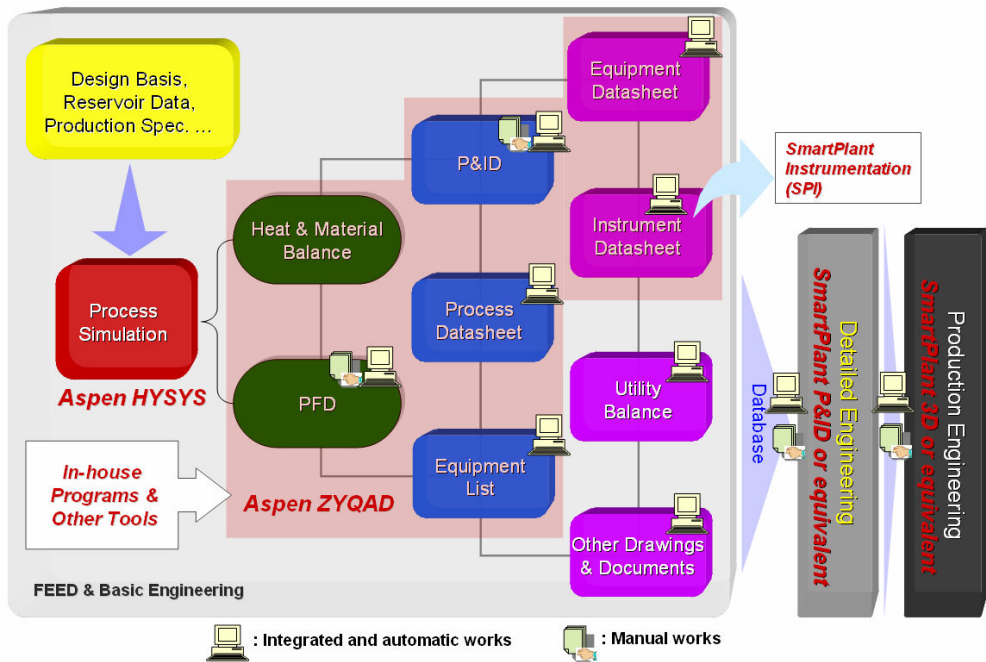 Design Basis,
Reservoir Data,
Production Spec. ...
Process
Simulation
Aspen HYSYS
In-house
Programs &
Other Tools
Heat & Material
Balance
PFD
Aspen ZYQAD
P&ID
Process
Datasheet
Equipment
List
Equipment
Datasheet
Instrument
Datasheet
Utility
Balance
Other Drawings
& Documents
SmartPlant
Instrumentation
(SPI)
Database
Detailed Engineering
SmartPlant P&ID or equivalent
Production Engineering
SmartPlant 3D or equivalent
FEED & Basic Engineering
: Integrated and automatic works
: Manual works